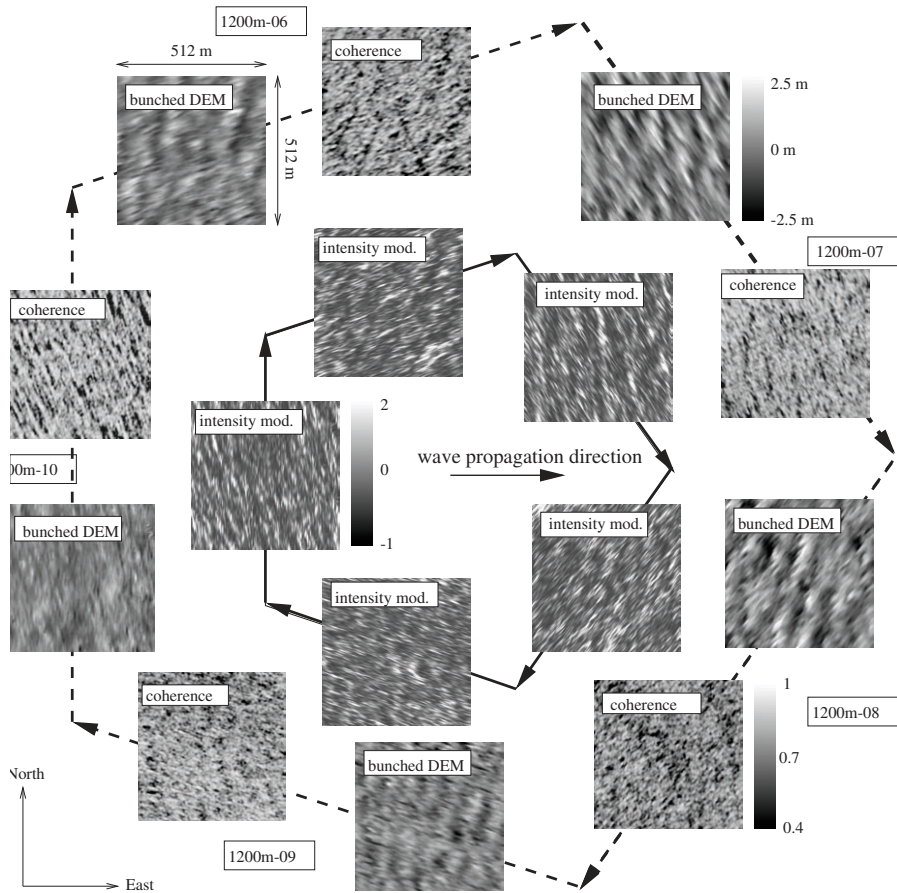 1200m-06
512 m
coherence
bunched DEM
512 m
bunched DEM
2.5 m
0 m
-2.5 m
intensity mod.
1200m-07
coherence
intensity mod.
coherence
intensity mod.
2
0
-1
wave propagation direction
00m-10
bunched DEM
intensity mod.
bunched DEM
intensity mod.
coherence
coherence
1
0.7
0.4
1200m-08
bunched DEM
North
1200m-09
East